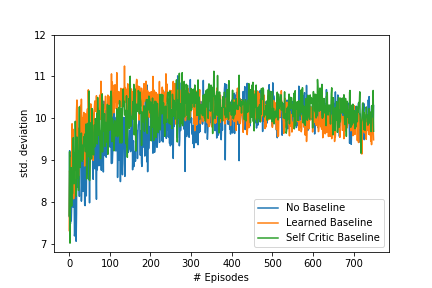 12
11
10
9
8
7
std. deviation
0 100 200 300 400 500 600 700
# Episodes
No Baseline
Learned Baseline
Self Critic Baseline